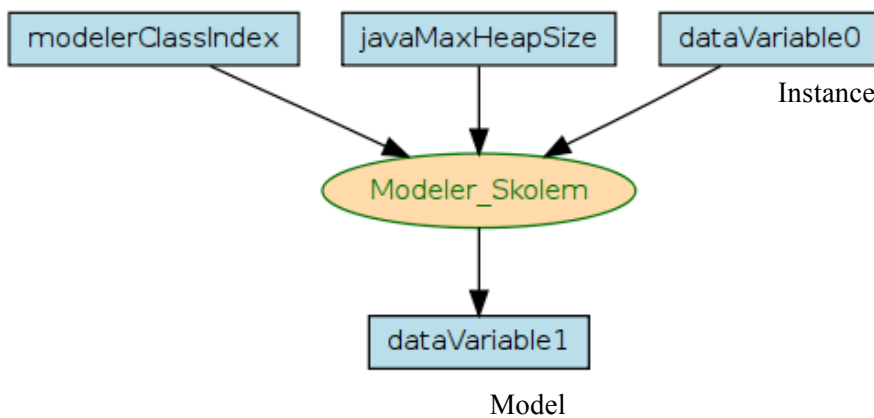 modelerClassIndex
javaMaxHeapSize
dataVariable0
Instance
Modeler_Skolem
dataVariable1
Model